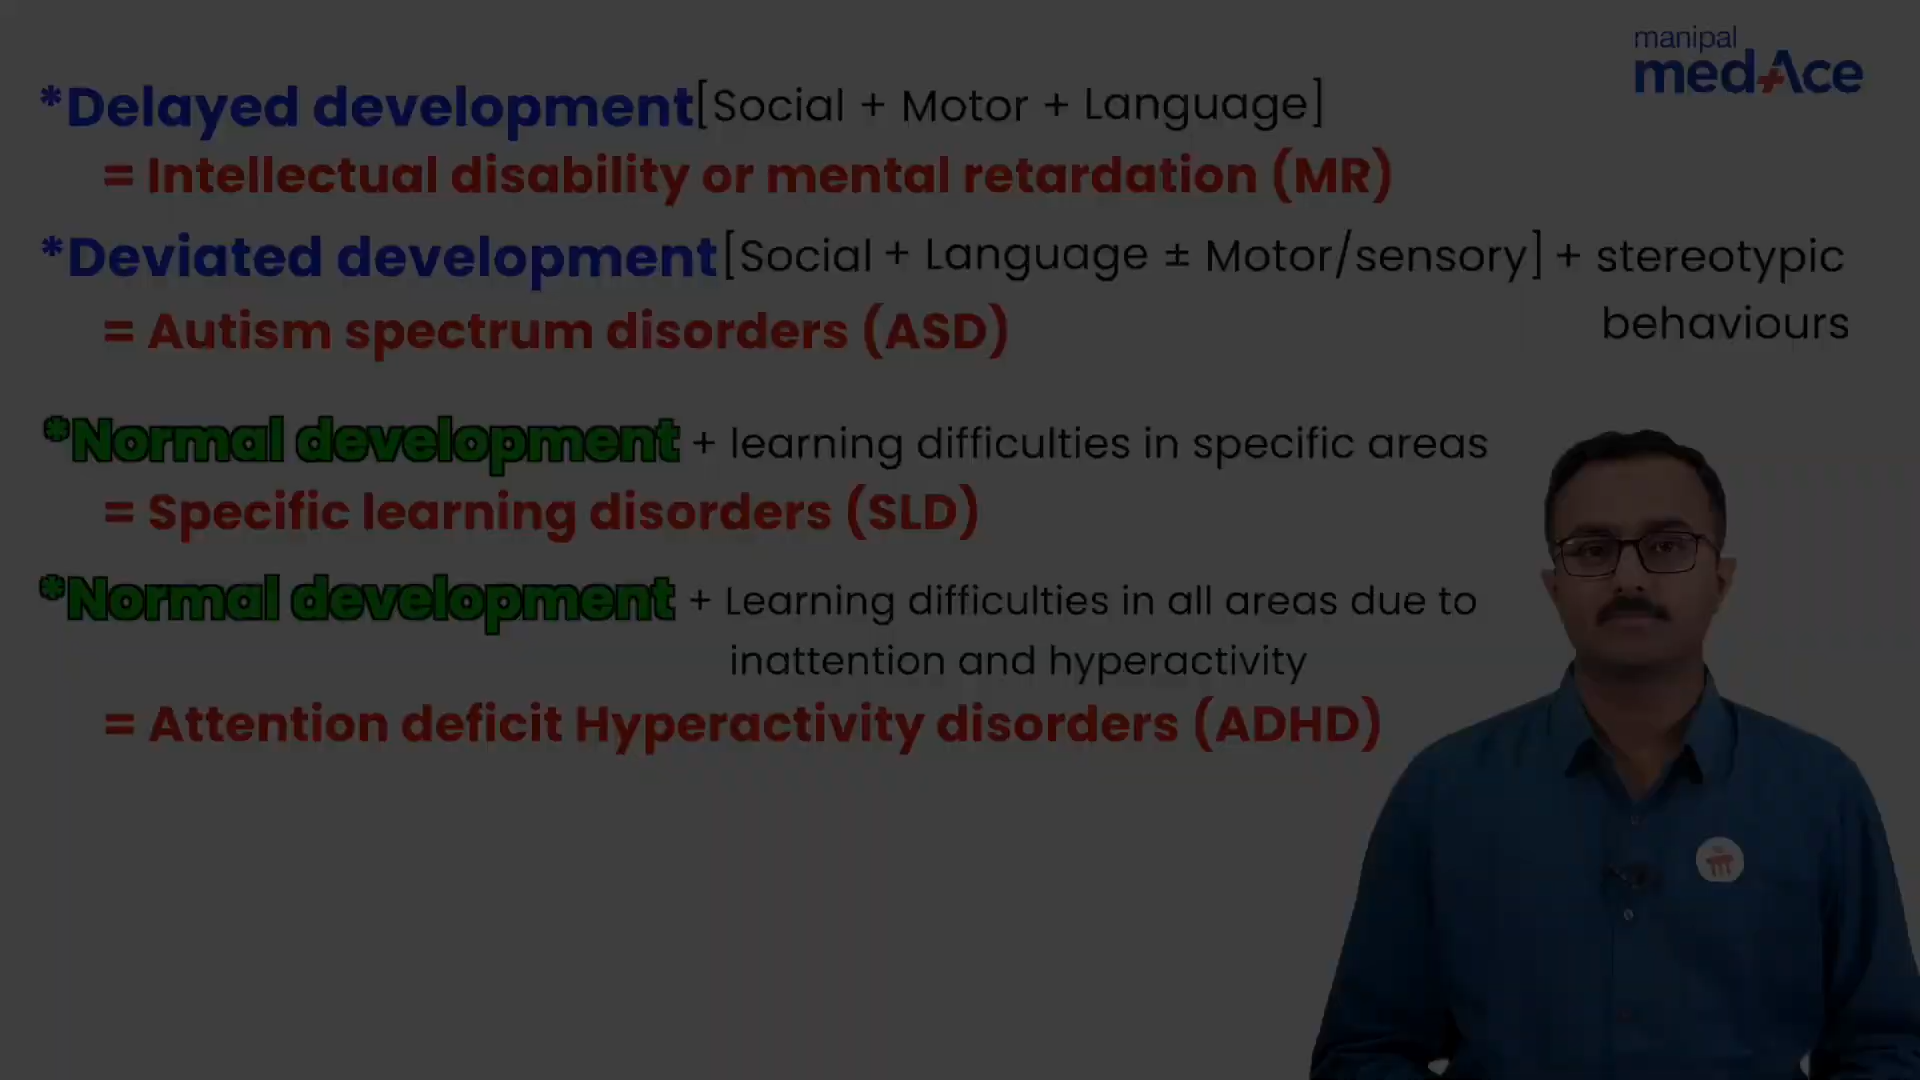 manipal
medAce
*Delayed development[Social + Motor + Language]
= Intellectual disability or mental retardation (MR)
*Deviated development[Social + Language ± Motor/sensory] + stereotypic
behaviours
= Autism spectrum disorders (ASD)
*Normal development + learning difficulties in specific areas
= Specific learning disorders (SLD)
*Normal development + Learning difficulties in all areas due to
inattention and hyperactivity
= Attention deficit Hyperactivity disorders (ADHD)